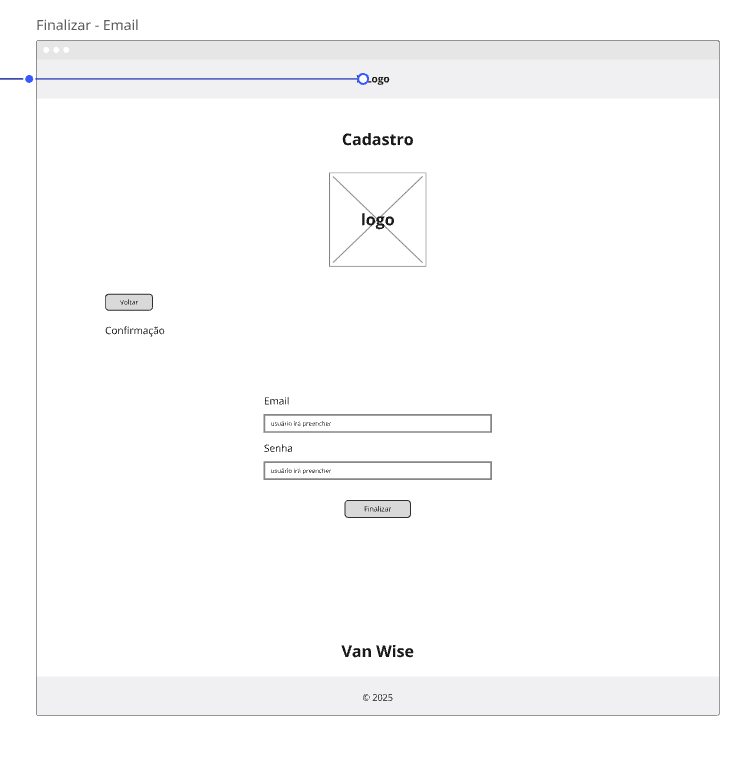 Finalizar - Email
Logo
Cadastro
logo
Voltar
Confirmação
Email
usuário irá preencher
Senha
usuário irá preencher
Finalizar
Van Wise
© 2025